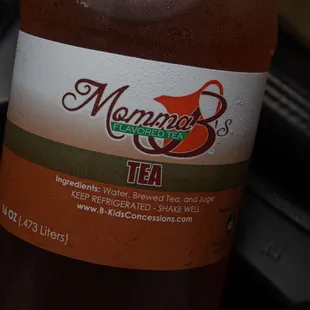 Momma B's
FLAVORED TEA
TEA
Ingredients: Water, Brewed Tea, and Sugar
KEEP REFRIGERATED - SHAKE WELL
www.B-KidsConcessions.com
16 OZ (.473 Liters)